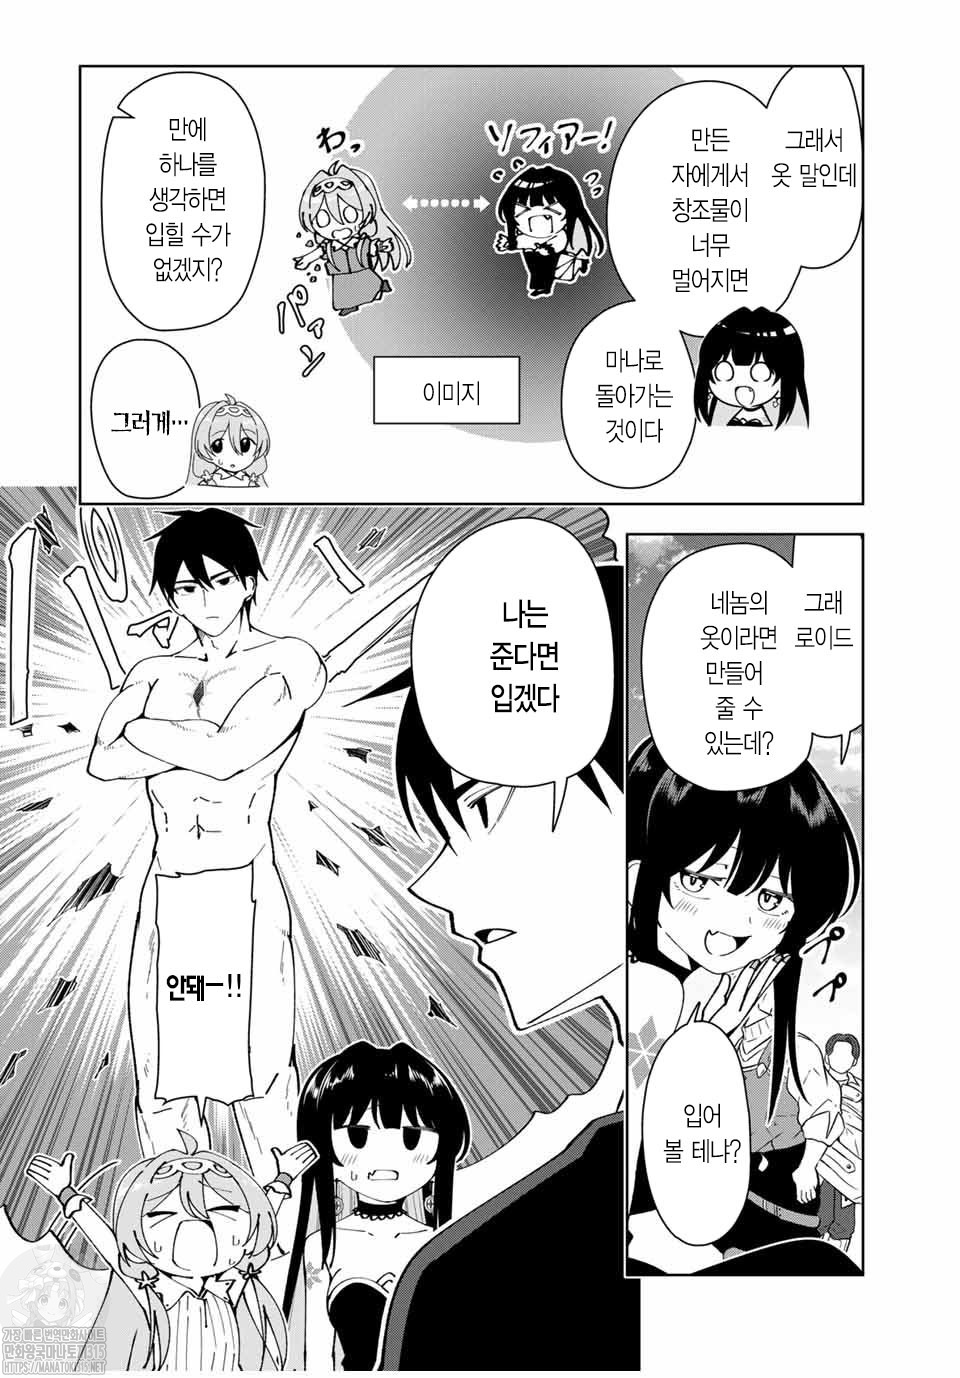 그래서
옷 말인데
만든
자에게서
창조물이
너무
멀어지면
마나로
돌아가는
것이다
ソフィアー!
わっ
パァン
이미지
만에
하나를
생각하면
입힐 수가
없겠지?
그러게…
그래
로이드
네놈의
옷이라면
만들어
줄 수
있는데?
입어
볼 테냐?
나는
준다면
입겠다
안돼—!!
가장 빠른 번역만화사이트
만화왕국마나토끼315
HTTPS://MANATOKI315.NET